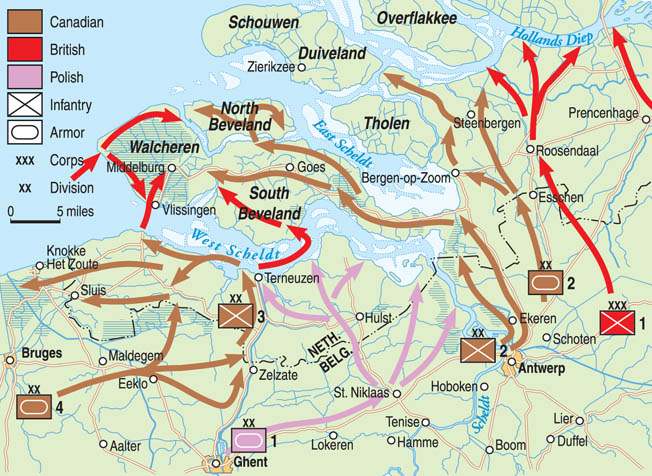 Canadian
British
Polish
Infantry
Armor
xxx Corps
xx Division
0 5 miles
Schouwen
Overflakkee
Duiveland
Hollands Diep
Zierikzee
North
Beveland
Tholen
Steenbergen
Prencenhage
Walcheren
East Scheldt
Roosendaal
Middelburg
Goes
Bergen-op-Zoom
Esschen
Vlissingen
South
Beveland
West Scheldt
Knokke
Het Zoute
Sluis
Terneuzen
xx
3
Hulst
NETH.
BELG.
xx
2
xxx
1
Ekeren
Schoten
xx
2
Antwerp
Bruges
Maldegem
Eeklo
Zelzate
xx
4
St. Niklaas
Hoboken
Scheldt
Aalter
xx
1
Ghent
Lokeren
Tenise
Hamme
Boom
Lier
Duffel